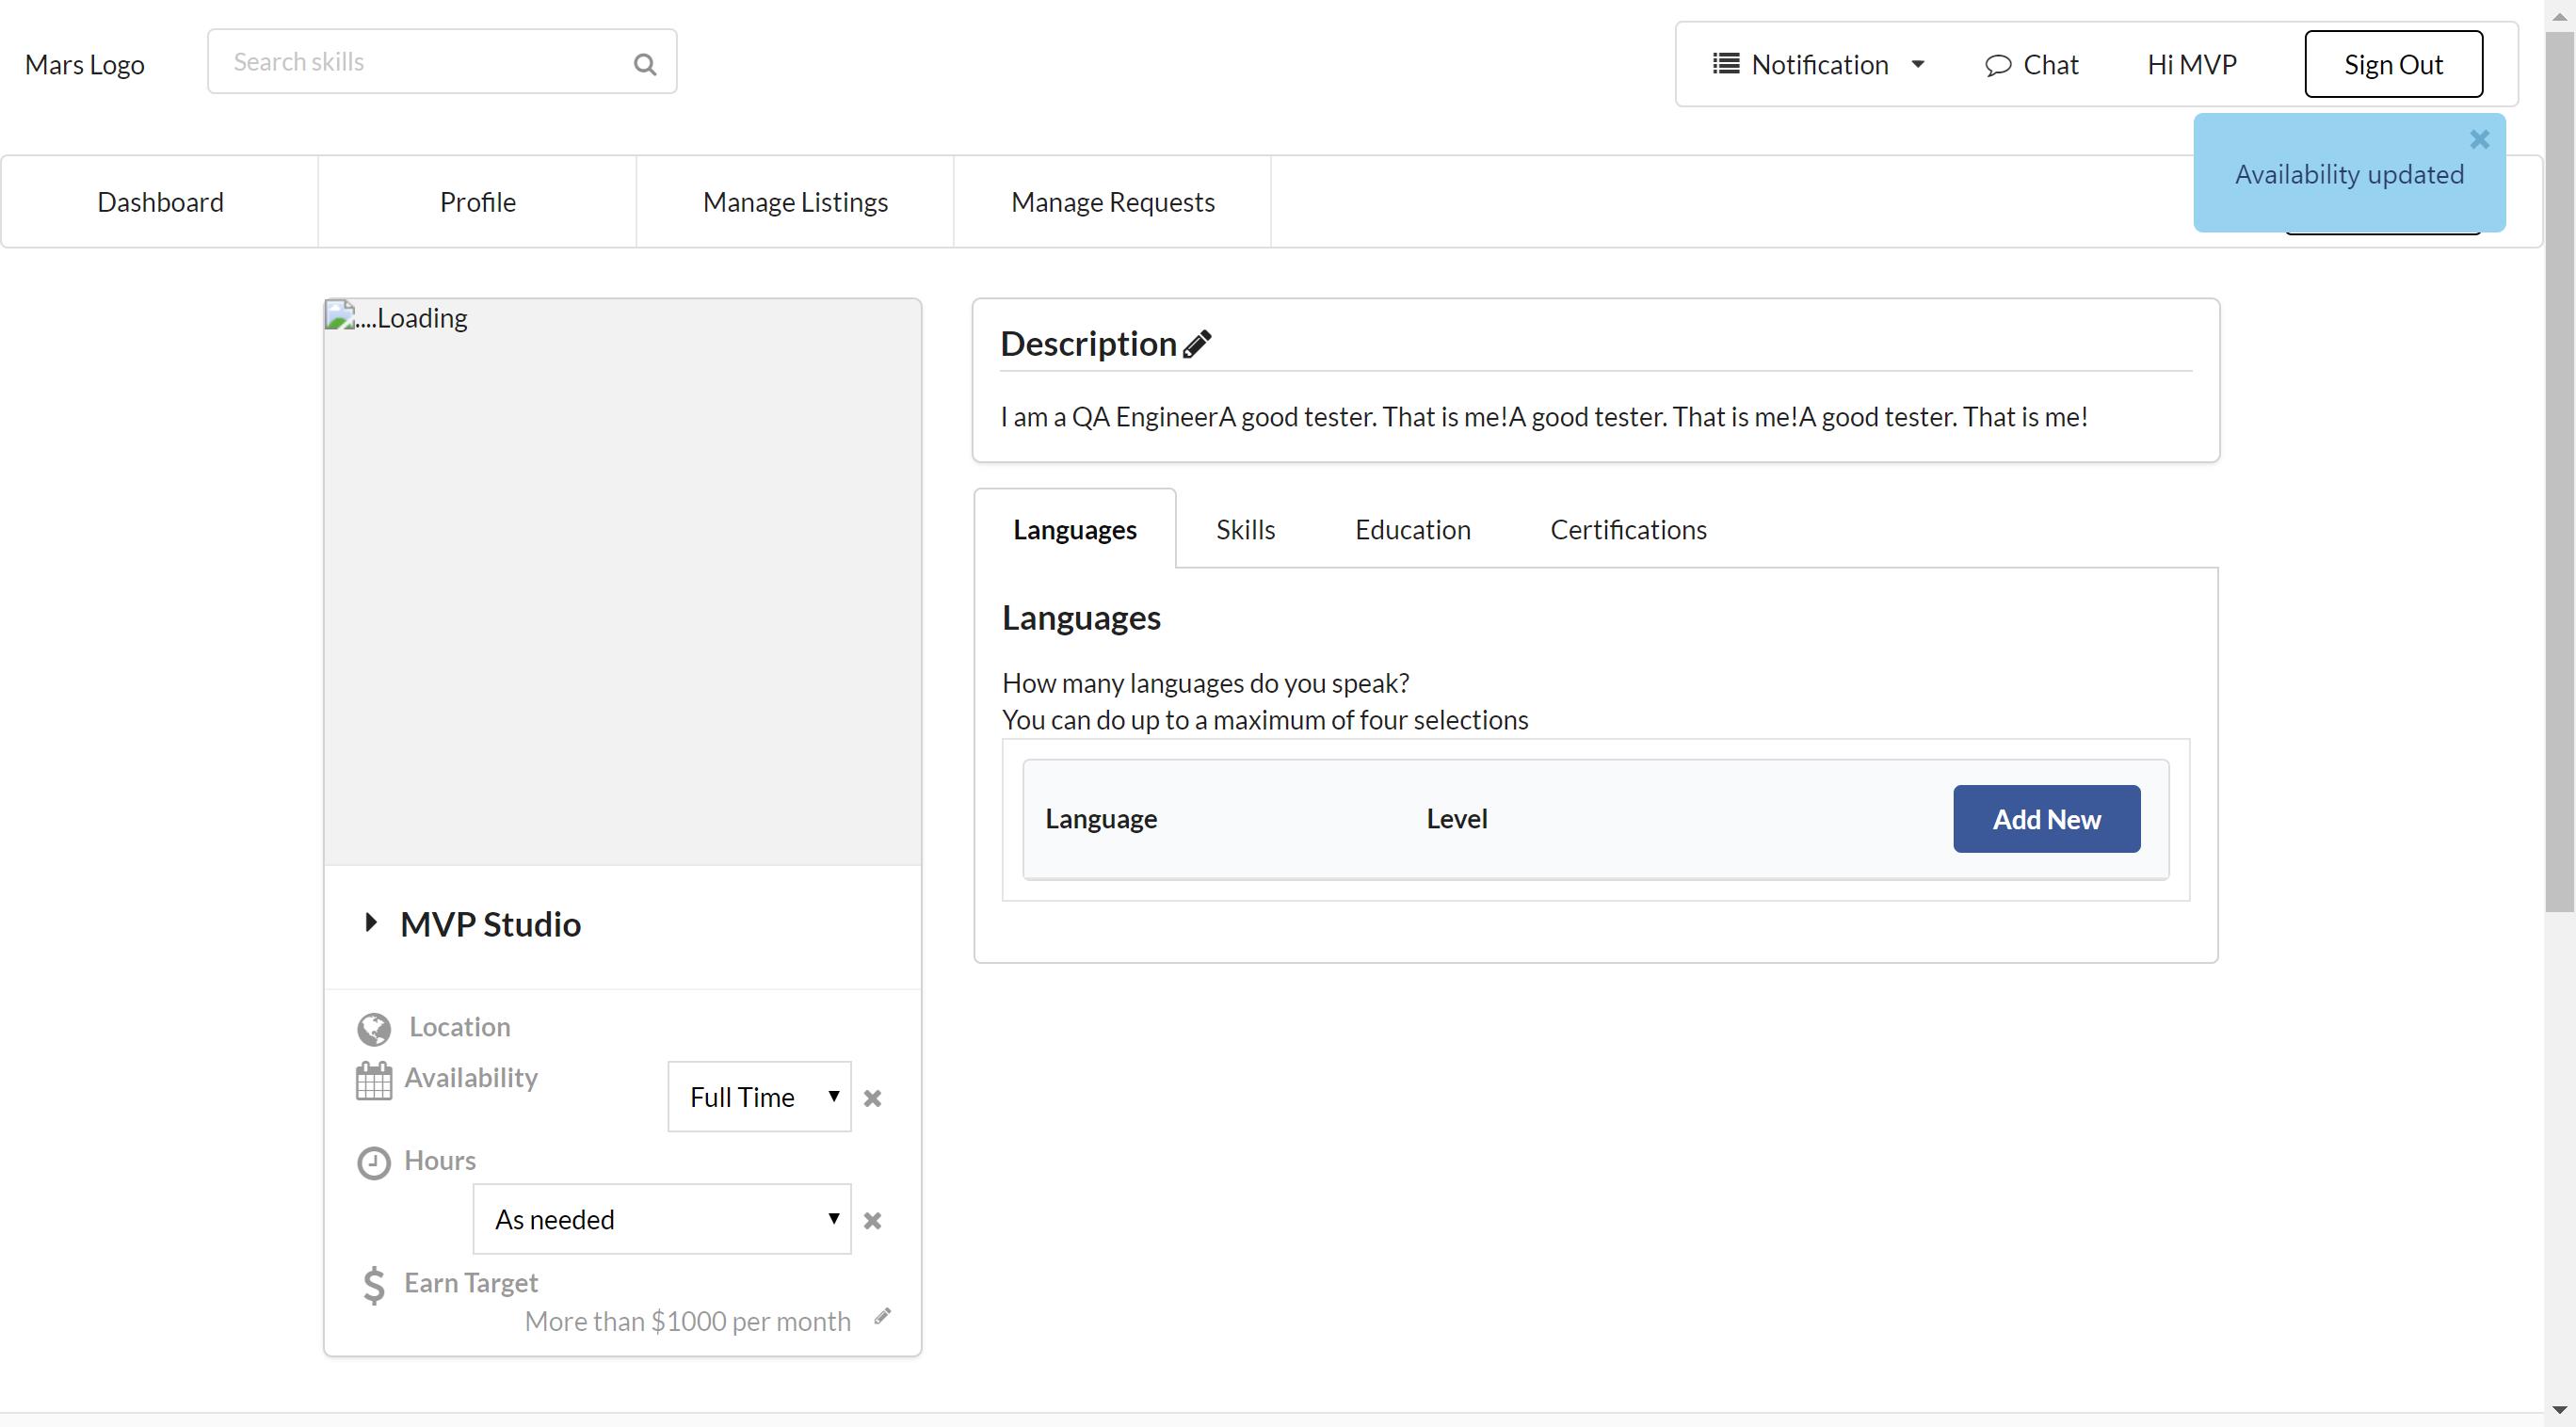 Mars Logo
Search skills
Notification
Chat
Hi MVP
Sign Out
Availability updated
Dashboard
Profile
Manage Listings
Manage Requests
....Loading
Description
I am a QA EngineerA good tester. That is me!A good tester. That is me!A good tester. That is me!
Languages
Skills
Education
Certifications
Languages
How many languages do you speak?
You can do up to a maximum of four selections
Language
Level
Add New
MVP Studio
Location
Availability
Full Time
Hours
As needed
Earn Target
More than $1000 per month